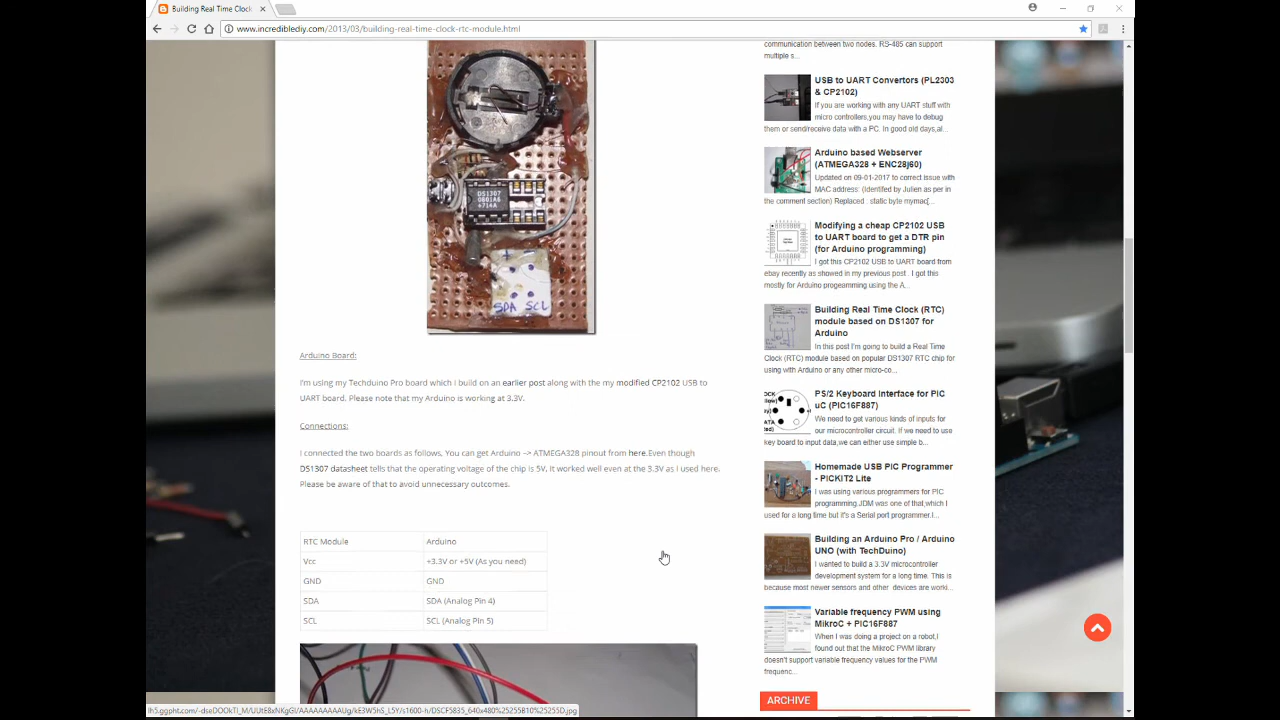 Building Real Time Clock
www.incrediblediy.com/2013/03/building-real-time-clock-rtc-module.html
DS1307
0801A6
+714A
SDA SCL
Arduino Board:
I'm using my Techduino Pro board which I build on an earlier post along with the my modified CP2102 USB to
UART board. Please note that my Arduino is working at 3.3V.
Connections:
I connected the two boards as follows, You can get Arduino –> ATMEGA328 pinout from here.Even though
DS1307 datasheet tells that the operating voltage of the chip is 5V, it worked well even at the 3.3V as I used here.
Please be aware of that to avoid unnecessary outcomes.
RTC Module Arduino
Vcc +3.3V or +5V (As you need)
GND GND
SDA SDA (Analog Pin 4)
SCL SCL (Analog Pin 5)
communication between two nodes. RS-485 can support
multiple s...
USB to UART Convertors (PL2303
& CP2102)
If you are working with any UART stuff with
micro controllers,you may have to debug
them or send/receive data with a PC. In good old days,al...
Arduino based Webserver
(ATMEGA328 + ENC28j60)
Updated on 09-01-2017 to correct issue with
MAC address: (Identifed by Julien as per in
the comment section) Replaced . static byte mymac[...
Modifying a cheap CP2102 USB
to UART board to get a DTR pin
(for Arduino programming)
I got this CP2102 USB to UART board from
ebay recently as showed in my previous post . I got this
mostly for Arduino progeamming using the A...
Building Real Time Clock (RTC)
module based on DS1307 for
Arduino
In this post I'm going to build a Real Time
Clock (RTC) module based on popular DS1307 RTC chip for
using with Arduino or any other micro-co...
PS/2 Keyboard Interface for PIC
uC (PIC16F887)
We need to get various kinds of inputs for
our microcontroller circuit. If we need to use
key board to input data,we can either use simple b...
Homemade USB PIC Programmer
- PICKIT2 Lite
I was using various programmers for PIC
programming.JDM was one of that,which I
used for a long time but it's a Serial port programmer.I...
Building an Arduino Pro / Arduino
UNO (with TechDuino)
I wanted to build a 3.3V microcontroller
development system for a long time. This is
because most newer sensors and other devices are worki...
Variable frequency PWM using
MikroC + PIC16F887
When I was doing a project on a robot,I
found out that the MikroC PWM library
doesn't support variable frequency values for the PWM
frequenc...
ARCHIVE